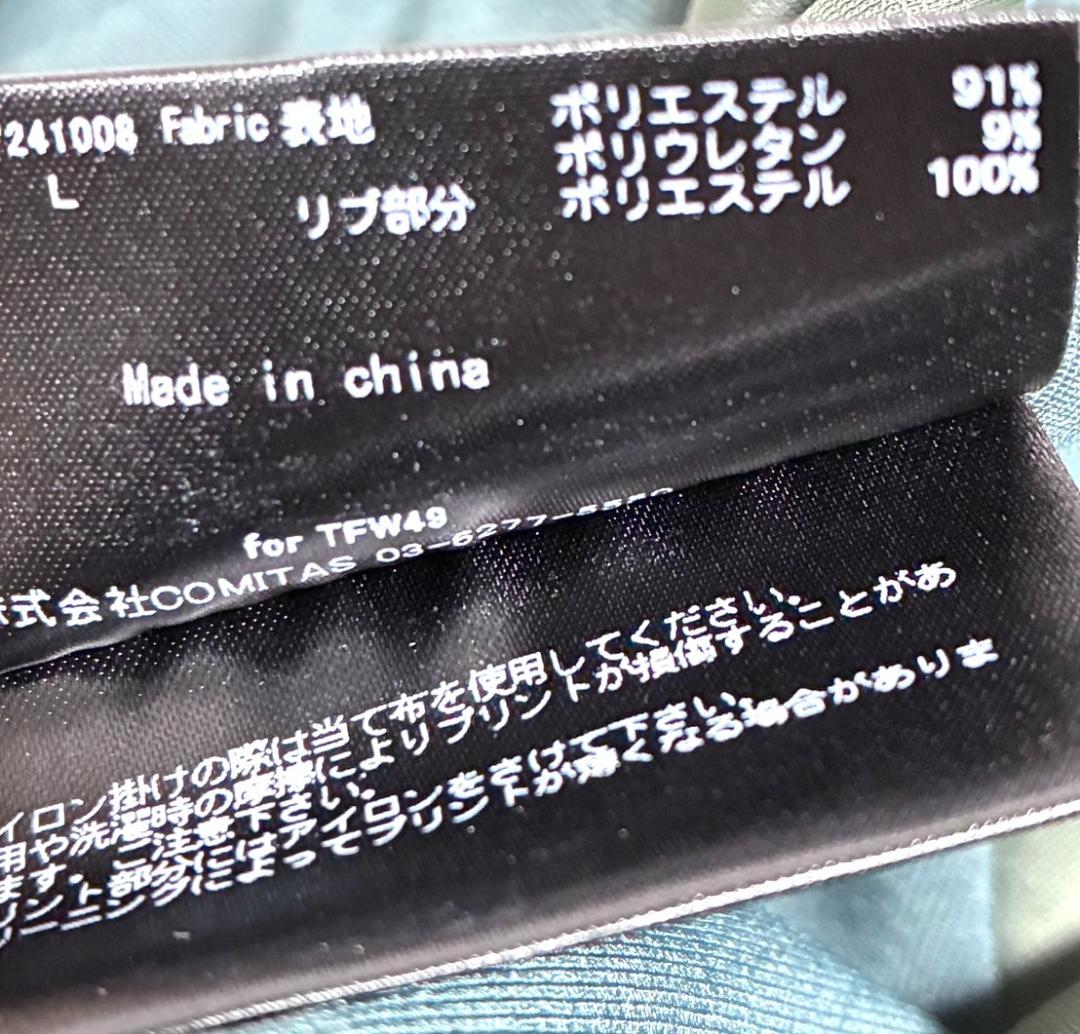 241008 Fabric 表地 ポリエステル 91%
ポリウレタン 9%
L リブ部分 ポリエステル 100%
Made in china
for TFW49
式会社COMITAS 03-6277-
イロン掛けの際は当て布を使用してください。
用や洗濯時の摩擦によりプリントが損傷することがあ
ます。ご注意下さい。
リント部分にはアイロンをさけて下さい。
リーニングによってプリントが薄くなる場合がありま